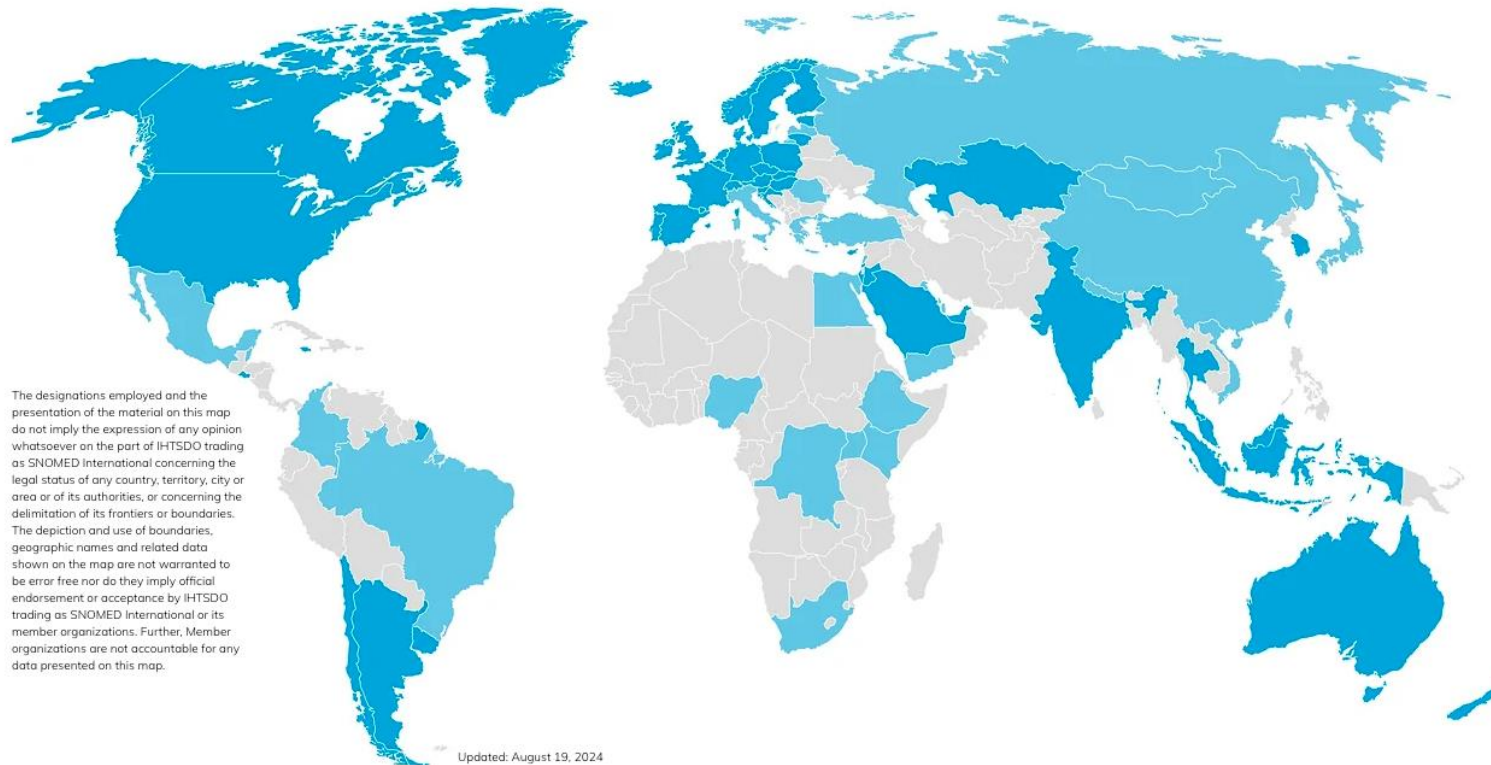 The designations employed and the
presentation of the material on this map
do not imply the expression of any opinion
whatsoever on the part of IHTSDO trading
as SNOMED International concerning the
legal status of any country, territory, city or
area or of its authorities, or concerning the
delimitation of its frontiers or boundaries.
The depiction and use of boundaries,
geographic names and related data
shown on the map are not warranted to
be error free nor do they imply official
endorsement or acceptance by IHTSDO
trading as SNOMED International or its
member organizations. Further, Member
organizations are not accountable for any
data presented on this map.
Updated: August 19, 2024